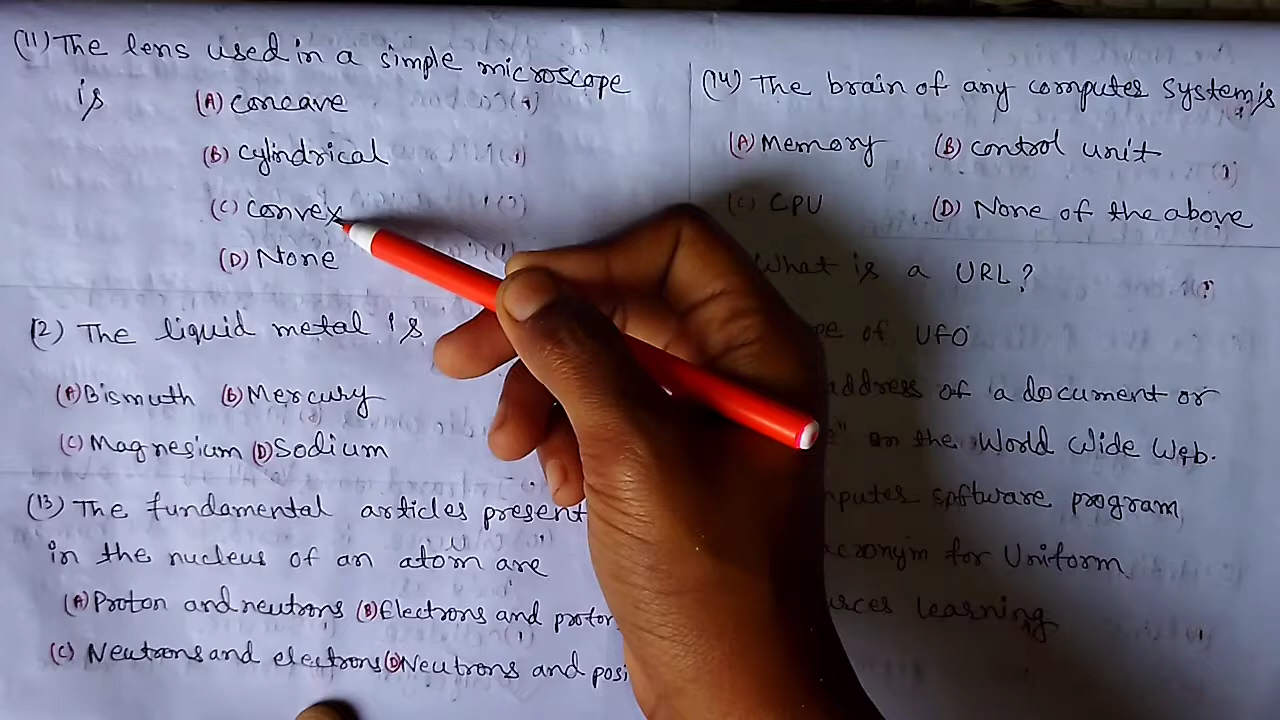 (11) The lens used in a simple microscope
is (A) Concave
(B) cylindrical
(C) Convex
(D) None
(2) The liquid metal is
(A) Bismuth (B) Mercury
(C) Magnesium (D) Sodium
(13) The fundamental articles present
in the nucleus of an atom are
(A) Proton and neutrons (B) Electrons and proton
(C) Neutrons and electrons (D) Neutrons and posi
(14) The brain of any computer system is
(A) Memory (B) control unit
(C) CPU (D) None of the above
What is a URL?
of UFO
address of a document or
on the World Wide Web.
software program
acronym for Uniform
learning